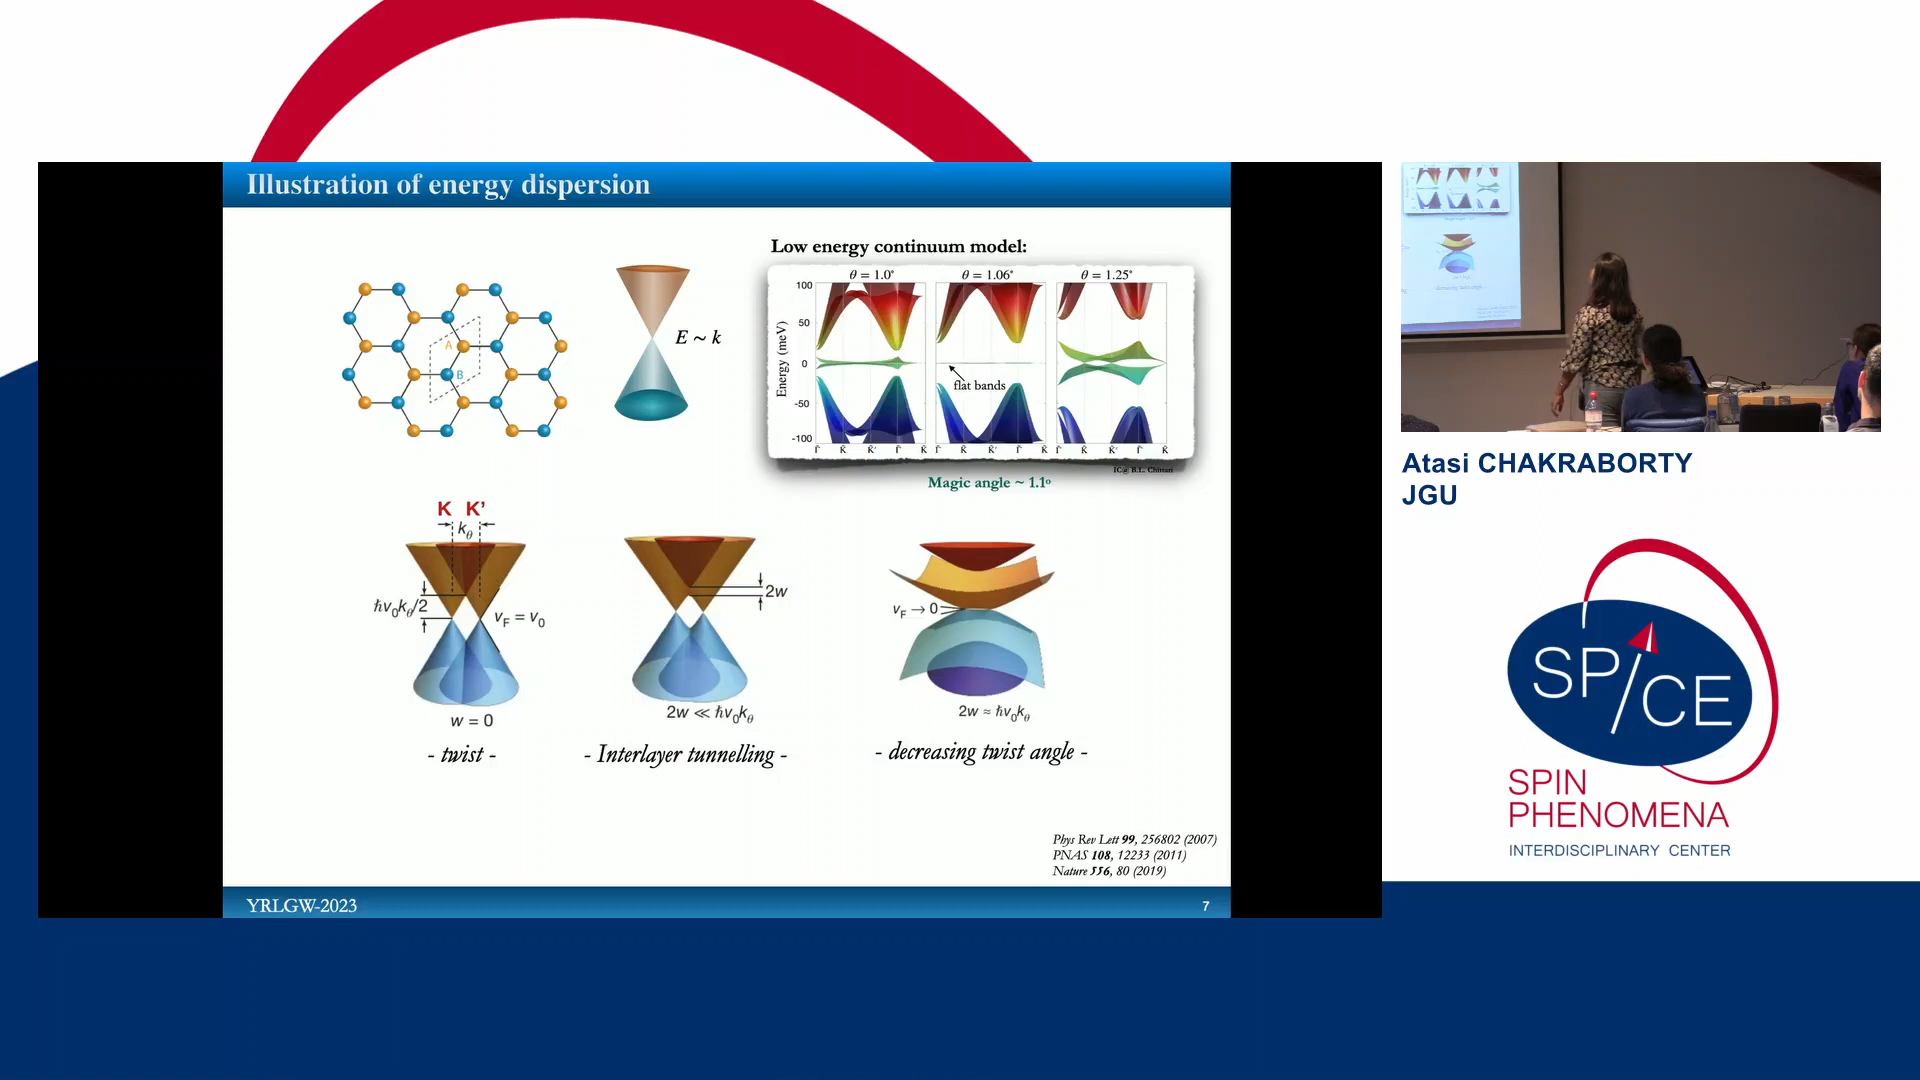 Illustration of energy dispersion
Low energy continuum model:
θ = 1.0°
θ = 1.06°
θ = 1.25°
A
B
E ~ k
Energy (meV)
100
50
0
-50
-100
flat bands
Γ̄ K̄ K̄' Γ̄ K̄
Γ̄ K̄ K̄' Γ̄ K̄
Γ̄ K̄ K̄' Γ̄ K̄
IC@ B.L. Chittari
Magic angle ~ 1.1°
K K'
kθ
ħv₀kθ/2
vF = v₀
w = 0
- twist -
2w
2w ≪ ħv₀kθ
- Interlayer tunnelling -
vF → 0
2w ≈ ħv₀kθ
- decreasing twist angle -
Phys Rev Lett 99, 256802 (2007)
PNAS 108, 12233 (2011)
Nature 556, 80 (2019)
YRLGW-2023
7
Atasi CHAKRABORTY
JGU
SP/CE
SPIN
PHENOMENA
INTERDISCIPLINARY CENTER